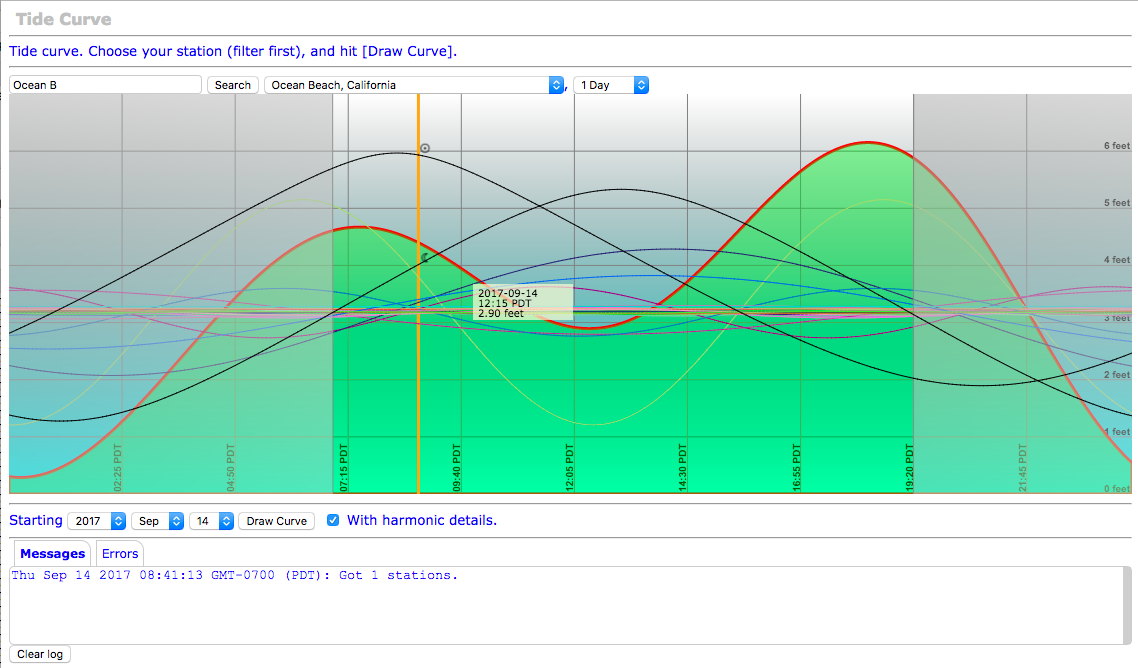 Tide Curve
Tide curve. Choose your station (filter first), and hit [Draw Curve].
Ocean B Search Ocean Beach, California , 1 Day
6 feet
5 feet
4 feet
3 feet
2 feet
1 feet
0 feet
2017-09-14
12:15 PDT
2.90 feet
02:25 PDT
04:50 PDT
07:15 PDT
09:40 PDT
12:05 PDT
14:30 PDT
16:55 PDT
19:20 PDT
21:45 PDT
Starting 2017 Sep 14 Draw Curve With harmonic details.
Messages Errors
Thu Sep 14 2017 08:41:13 GMT-0700 (PDT): Got 1 stations.
Clear log